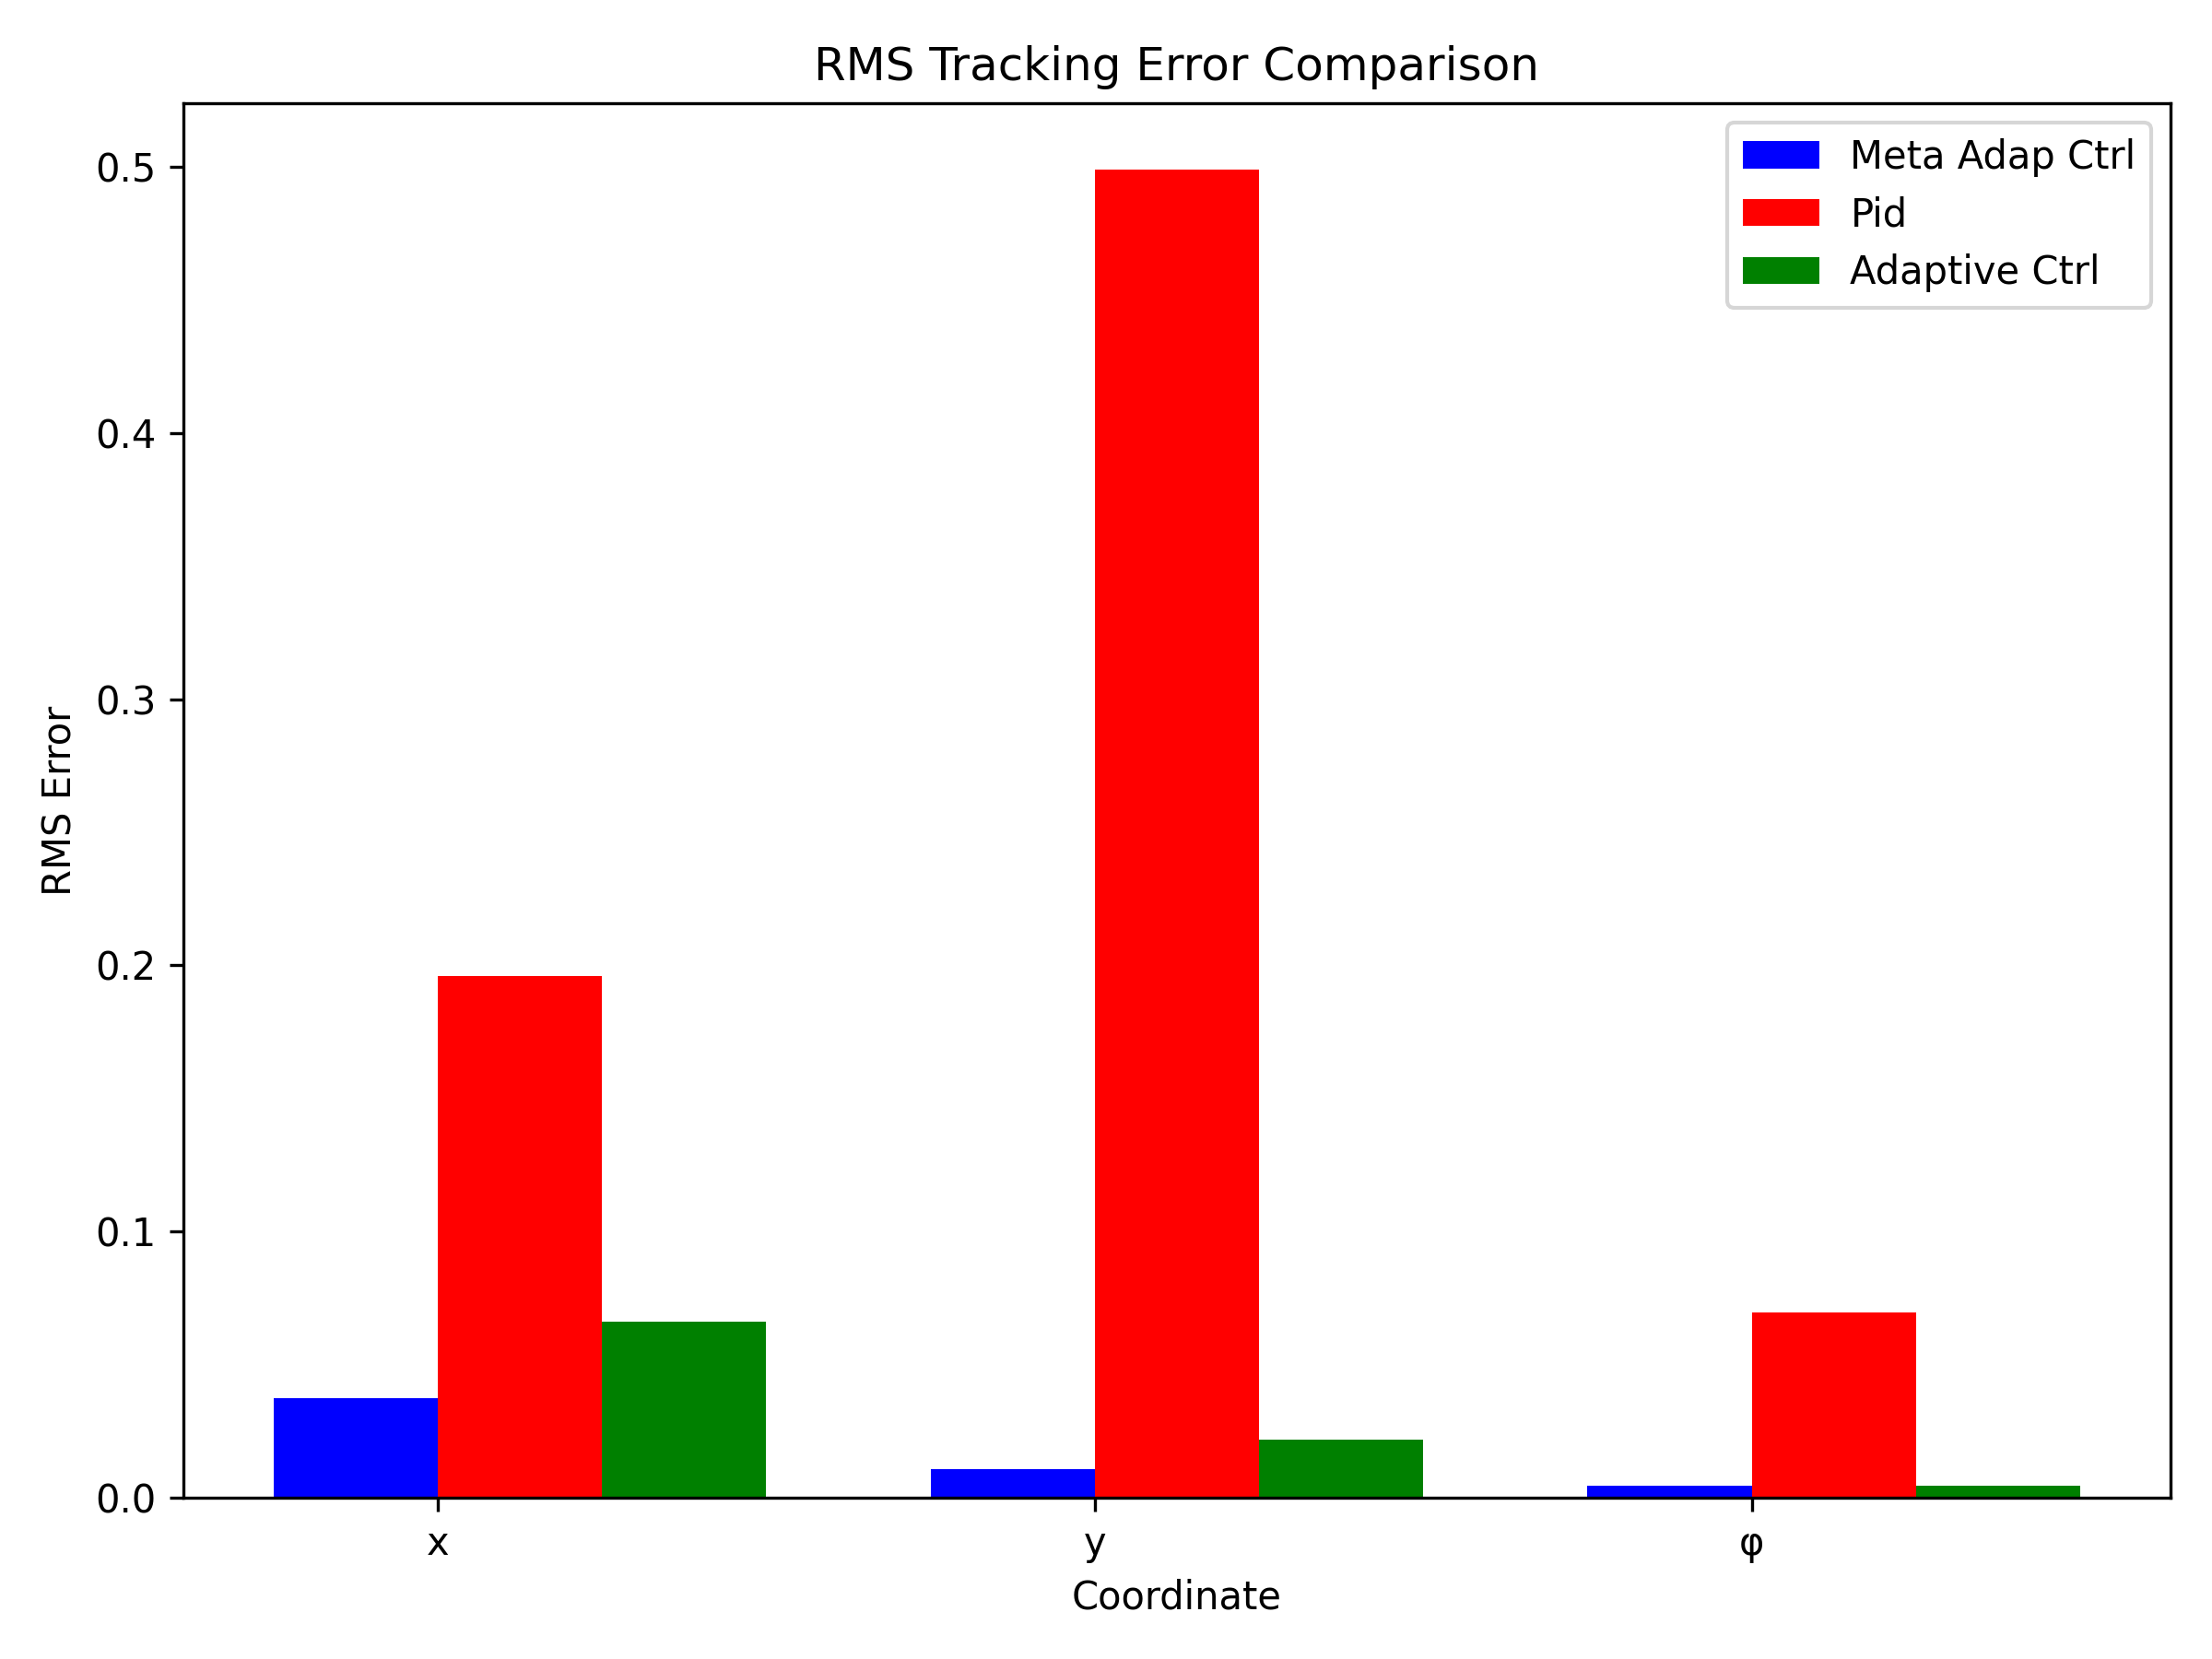 RMS Tracking Error Comparison
Meta Adap Ctrl
Pid
Adaptive Ctrl
RMS Error
0.5
0.4
0.3
0.2
0.1
0.0
x
y
φ
Coordinate